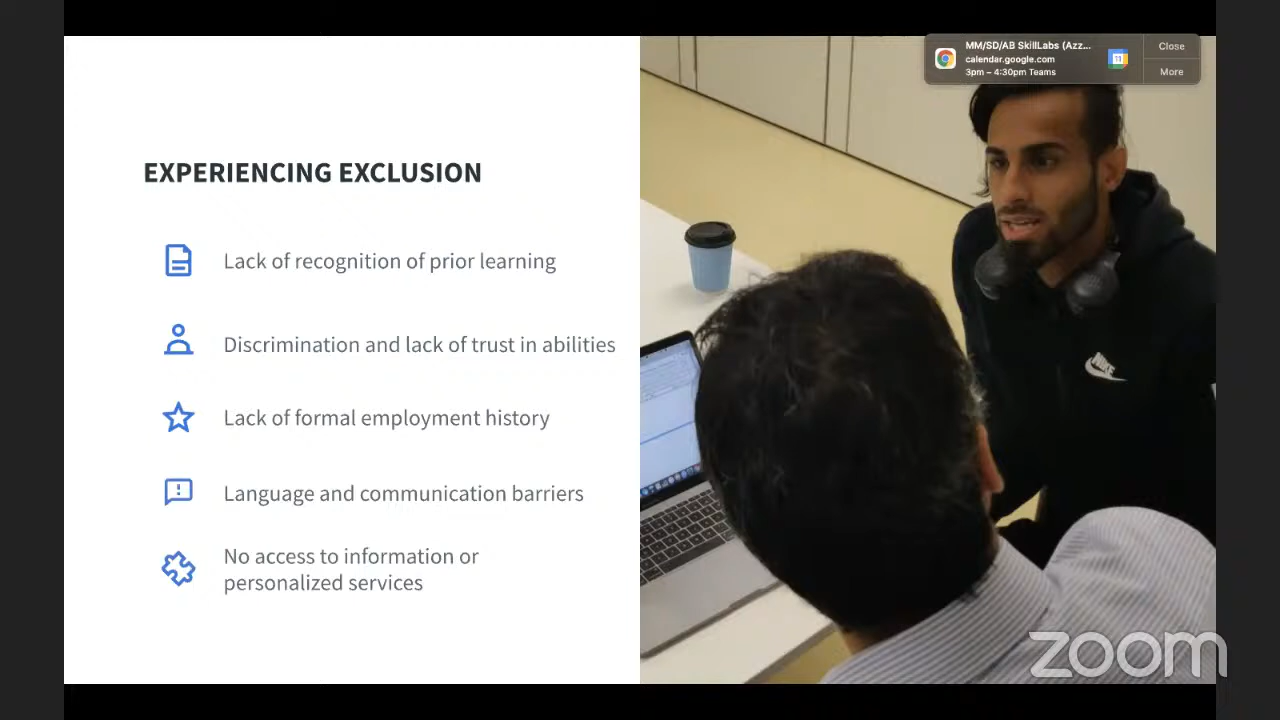 MM/SD/AB SkillLabs (Azz...
calendar.google.com
3pm – 4:30pm Teams
Close
More
EXPERIENCING EXCLUSION
Lack of recognition of prior learning
Discrimination and lack of trust in abilities
Lack of formal employment history
Language and communication barriers
No access to information or
personalized services
NIKE
zoom